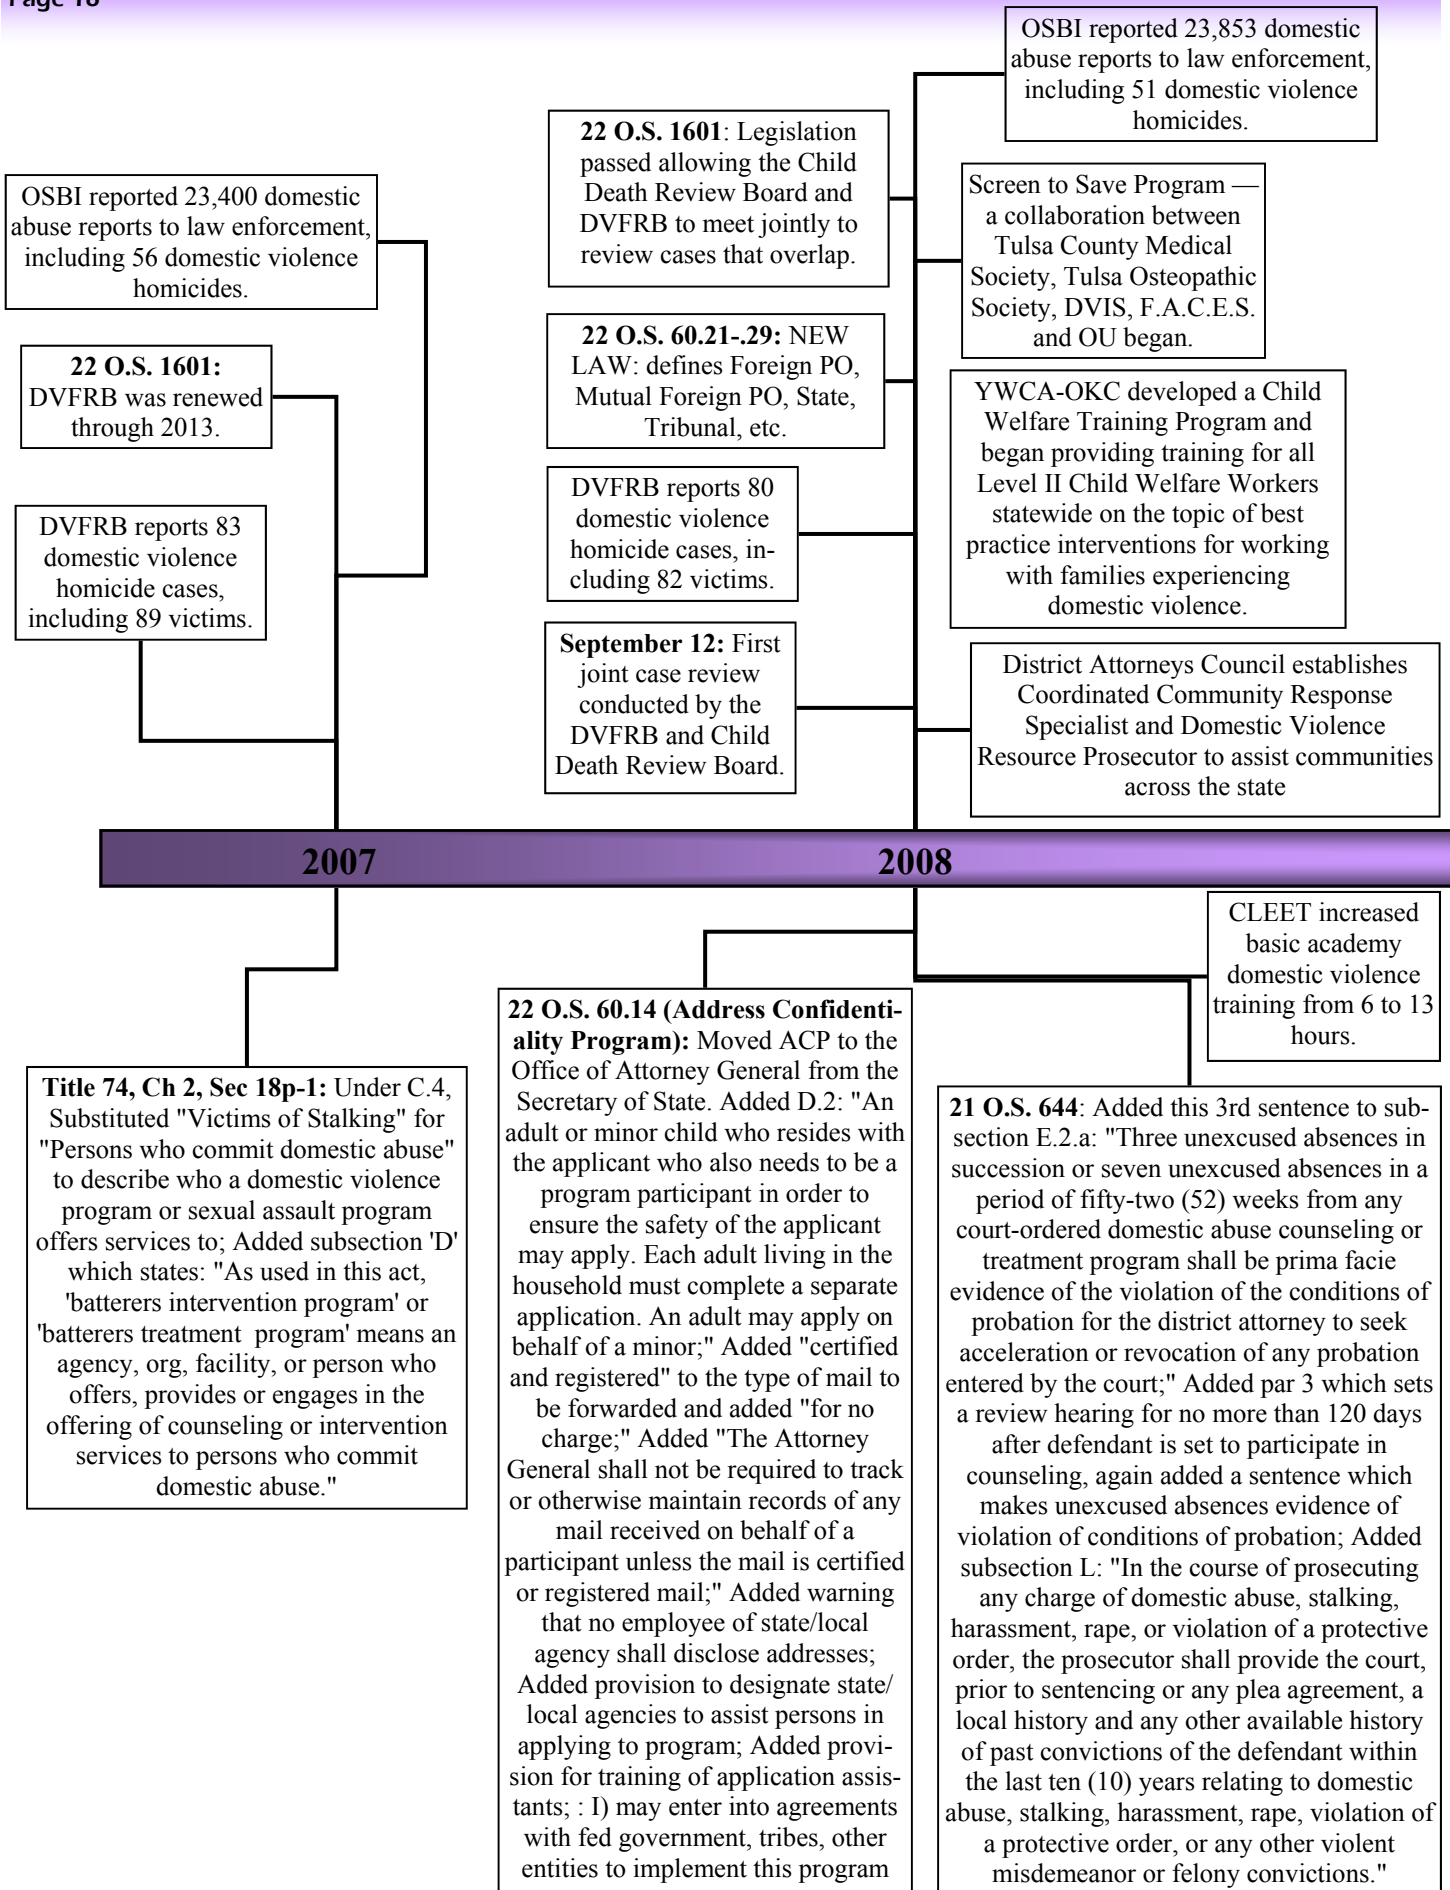 Page 18
OSBI reported 23,400 domestic
abuse reports to law enforcement,
including 56 domestic violence
homicides.
22 O.S. 1601:
DVFRB was renewed
through 2013.
DVFRB reports 83
domestic violence
homicide cases,
including 89 victims.
22 O.S. 1601: Legislation
passed allowing the Child
Death Review Board and
DVFRB to meet jointly to
review cases that overlap.
22 O.S. 60.21-.29: NEW
LAW: defines Foreign PO,
Mutual Foreign PO, State,
Tribunal, etc.
DVFRB reports 80
domestic violence
homicide cases, in-
cluding 82 victims.
September 12: First
joint case review
conducted by the
DVFRB and Child
Death Review Board.
OSBI reported 23,853 domestic
abuse reports to law enforcement,
including 51 domestic violence
homicides.
Screen to Save Program —
a collaboration between
Tulsa County Medical
Society, Tulsa Osteopathic
Society, DVIS, F.A.C.E.S.
and OU began.
YWCA-OKC developed a Child
Welfare Training Program and
began providing training for all
Level II Child Welfare Workers
statewide on the topic of best
practice interventions for working
with families experiencing
domestic violence.
District Attorneys Council establishes
Coordinated Community Response
Specialist and Domestic Violence
Resource Prosecutor to assist communities
across the state
2007
2008
Title 74, Ch 2, Sec 18p-1: Under C.4,
Substituted "Victims of Stalking" for
"Persons who commit domestic abuse"
to describe who a domestic violence
program or sexual assault program
offers services to; Added subsection 'D'
which states: "As used in this act,
'batterers intervention program' or
'batterers treatment program' means an
agency, org, facility, or person who
offers, provides or engages in the
offering of counseling or intervention
services to persons who commit
domestic abuse."
22 O.S. 60.14 (Address Confidenti-
ality Program): Moved ACP to the
Office of Attorney General from the
Secretary of State. Added D.2: "An
adult or minor child who resides with
the applicant who also needs to be a
program participant in order to
ensure the safety of the applicant
may apply. Each adult living in the
household must complete a separate
application. An adult may apply on
behalf of a minor;" Added "certified
and registered" to the type of mail to
be forwarded and added "for no
charge;" Added "The Attorney
General shall not be required to track
or otherwise maintain records of any
mail received on behalf of a
participant unless the mail is certified
or registered mail;" Added warning
that no employee of state/local
agency shall disclose addresses;
Added provision to designate state/
local agencies to assist persons in
applying to program; Added provi-
sion for training of application assis-
tants; : I) may enter into agreements
with fed government, tribes, other
entities to implement this program
CLEET increased
basic academy
domestic violence
training from 6 to 13
hours.
21 O.S. 644: Added this 3rd sentence to sub-
section E.2.a: "Three unexcused absences in
succession or seven unexcused absences in a
period of fifty-two (52) weeks from any
court-ordered domestic abuse counseling or
treatment program shall be prima facie
evidence of the violation of the conditions of
probation for the district attorney to seek
acceleration or revocation of any probation
entered by the court;" Added par 3 which sets
a review hearing for no more than 120 days
after defendant is set to participate in
counseling, again added a sentence which
makes unexcused absences evidence of
violation of conditions of probation; Added
subsection L: "In the course of prosecuting
any charge of domestic abuse, stalking,
harassment, rape, or violation of a protective
order, the prosecutor shall provide the court,
prior to sentencing or any plea agreement, a
local history and any other available history
of past convictions of the defendant within
the last ten (10) years relating to domestic
abuse, stalking, harassment, rape, violation of
a protective order, or any other violent
misdemeanor or felony convictions."